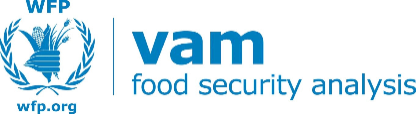 WFP
wfp.org
vam
food security analysis